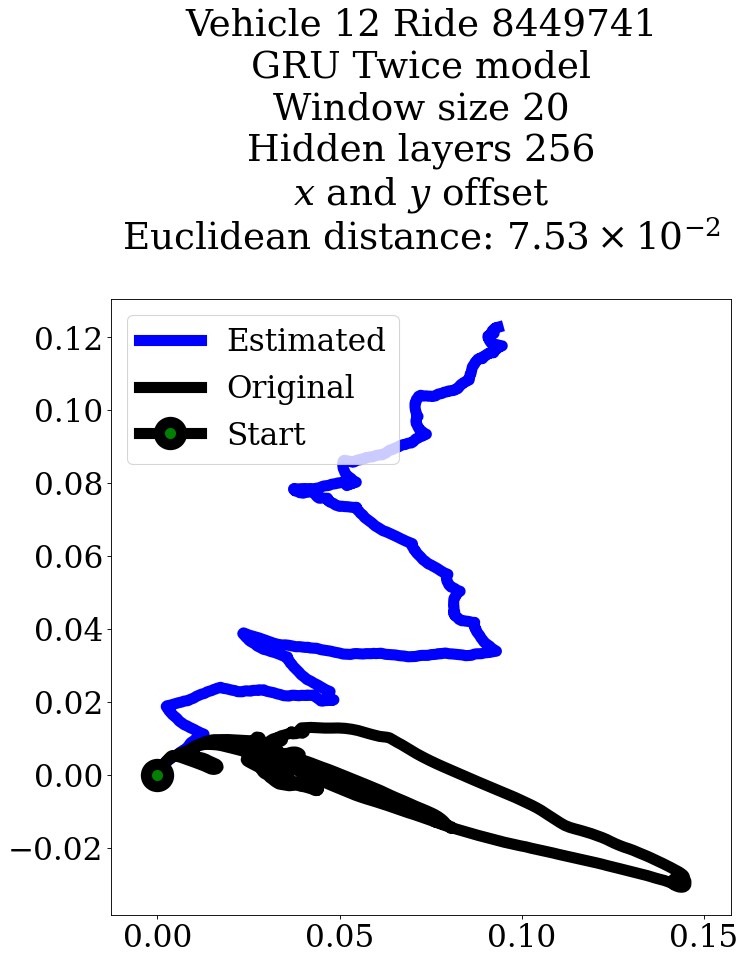 Vehicle 12 Ride 8449741
GRU Twice model
Window size 20
Hidden layers 256
x and y offset
Euclidean distance: 7.53 × 10⁻²
Estimated
Original
Start
0.12
0.10
0.08
0.06
0.04
0.02
0.00
−0.02
0.00 0.05 0.10 0.15